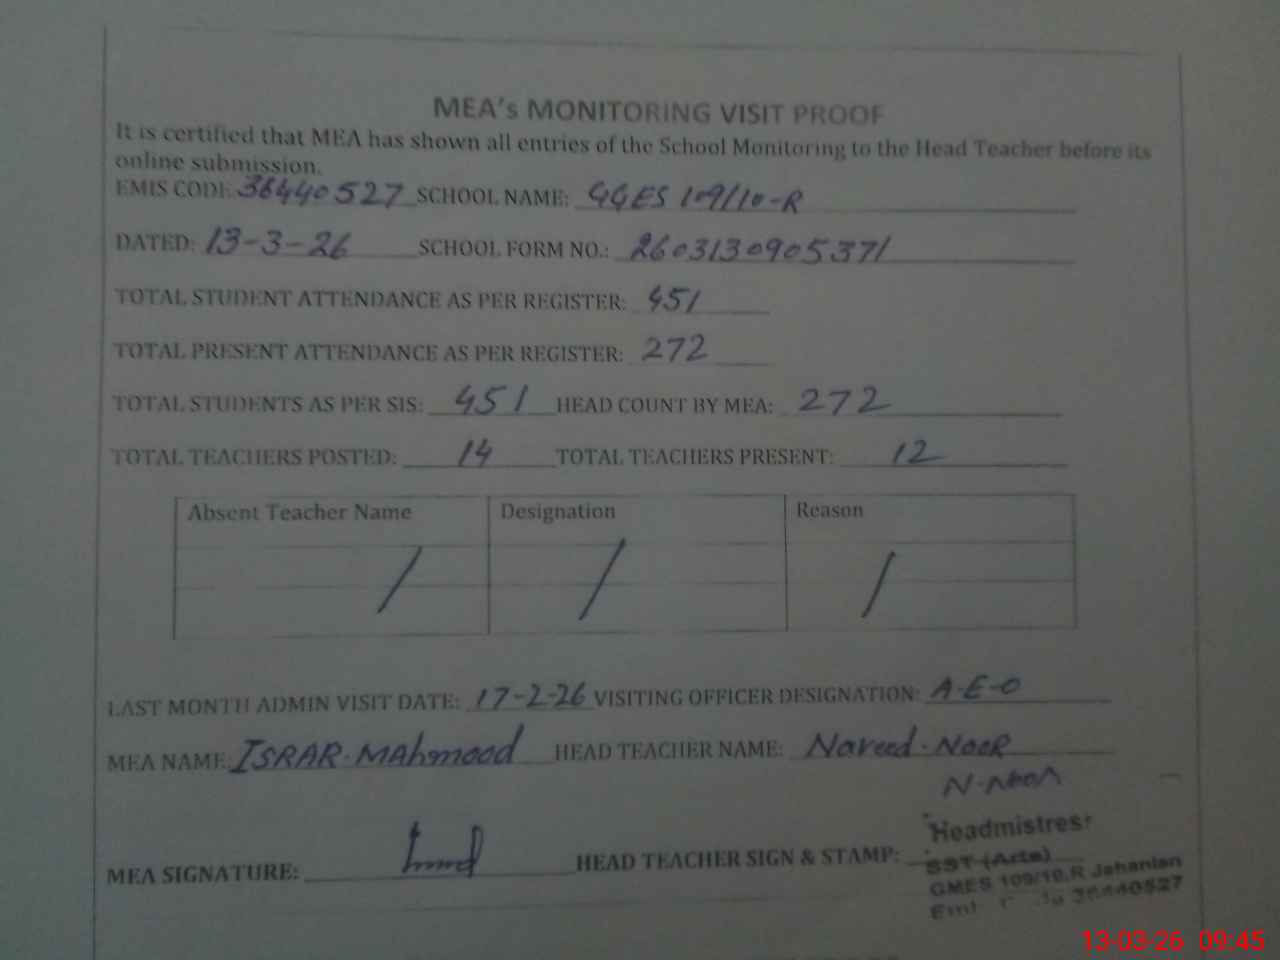 MEA's MONITORING VISIT PROOF
It is certified that MEA has shown all entries of the School Monitoring to the Head Teacher before its
online submission.
EMIS CODE 36440527 SCHOOL NAME: GGES 109/10-R
DATED: 13-3-26 SCHOOL FORM NO.: 2603130905371
TOTAL STUDENT ATTENDANCE AS PER REGISTER: 451
TOTAL PRESENT ATTENDANCE AS PER REGISTER: 272
TOTAL STUDENTS AS PER SIS: 451 HEAD COUNT BY MEA: 272
TOTAL TEACHERS POSTED: 14 TOTAL TEACHERS PRESENT: 12
Absent Teacher Name Designation Reason
/ / /
LAST MONTH ADMIN VISIT DATE: 17-2-26 VISITING OFFICER DESIGNATION: A-E-O
MEA NAME: ISRAR-MAhmood HEAD TEACHER NAME: Naveed-NooR
N-Noor
MEA SIGNATURE: HEAD TEACHER SIGN & STAMP:
Headmistress
SST (Arts)
GMES 109/10.R Jahanian
36440527
13-03-26 09:45